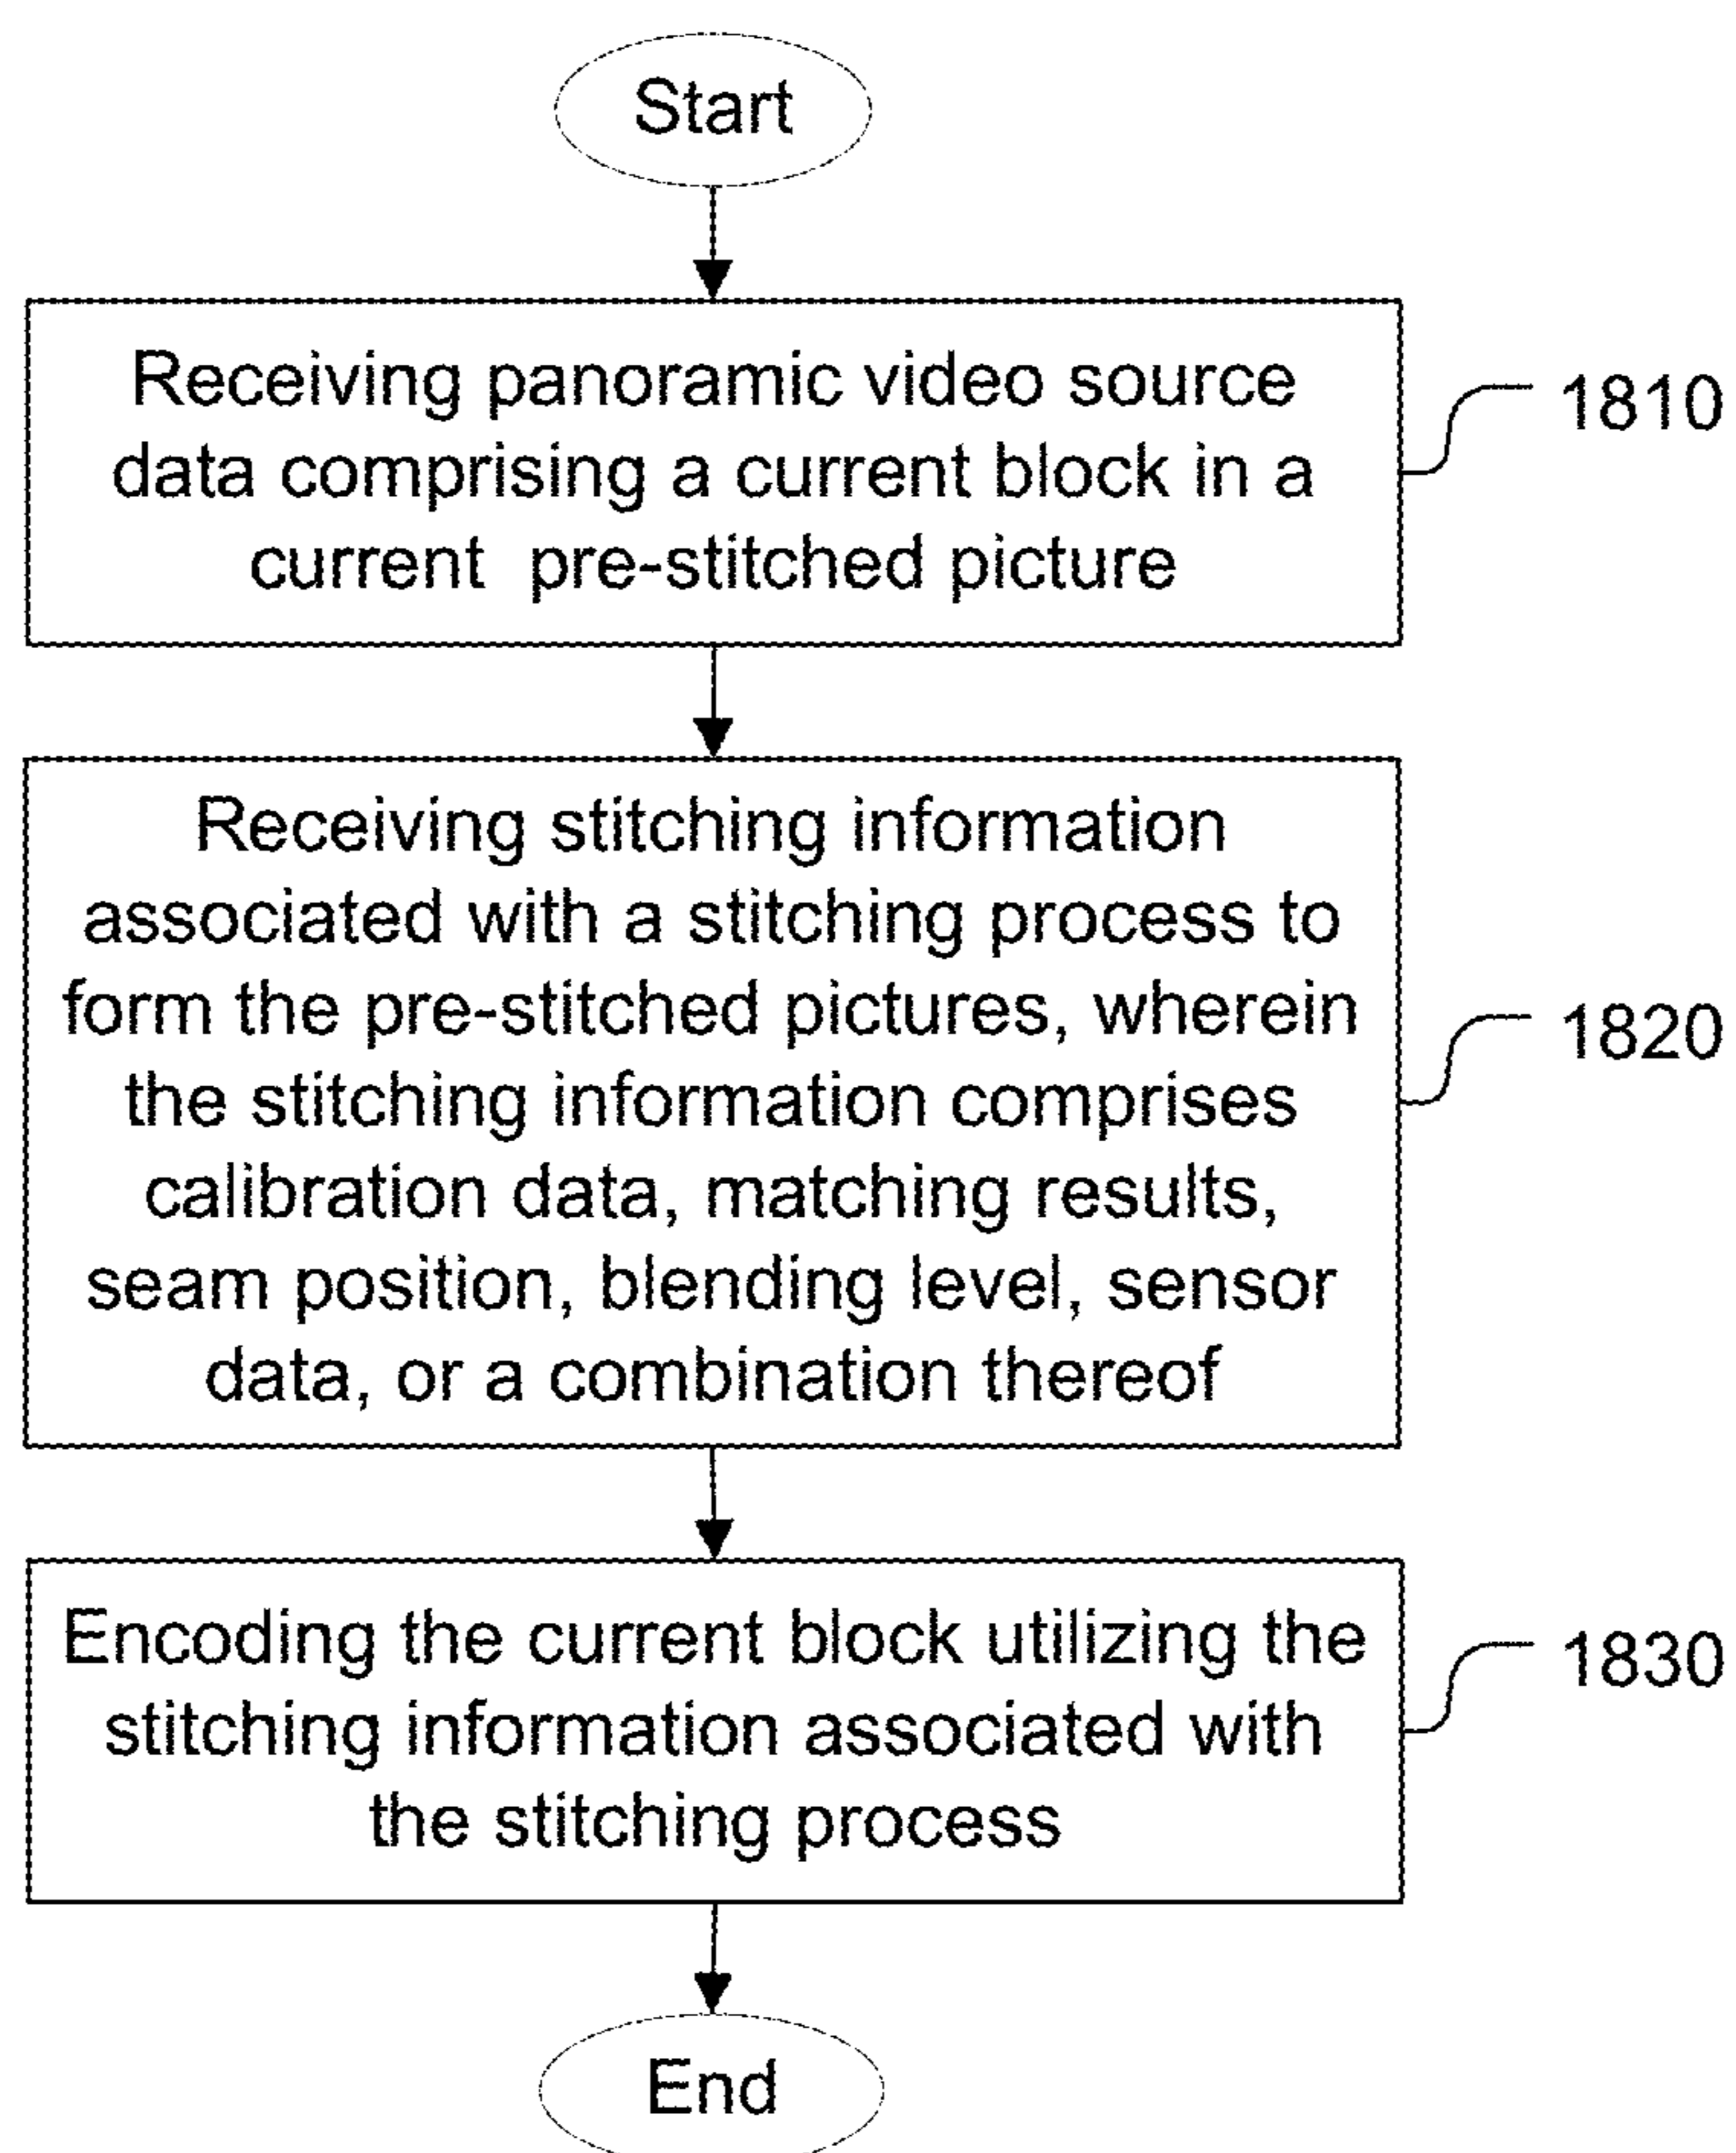 Start
Receiving panoramic video source
data comprising a current block in a
current pre-stitched picture
1810
Receiving stitching information
associated with a stitching process to
form the pre-stitched pictures, wherein
the stitching information comprises
calibration data, matching results,
seam position, blending level, sensor
data, or a combination thereof
1820
Encoding the current block utilizing the
stitching information associated with
the stitching process
1830
End